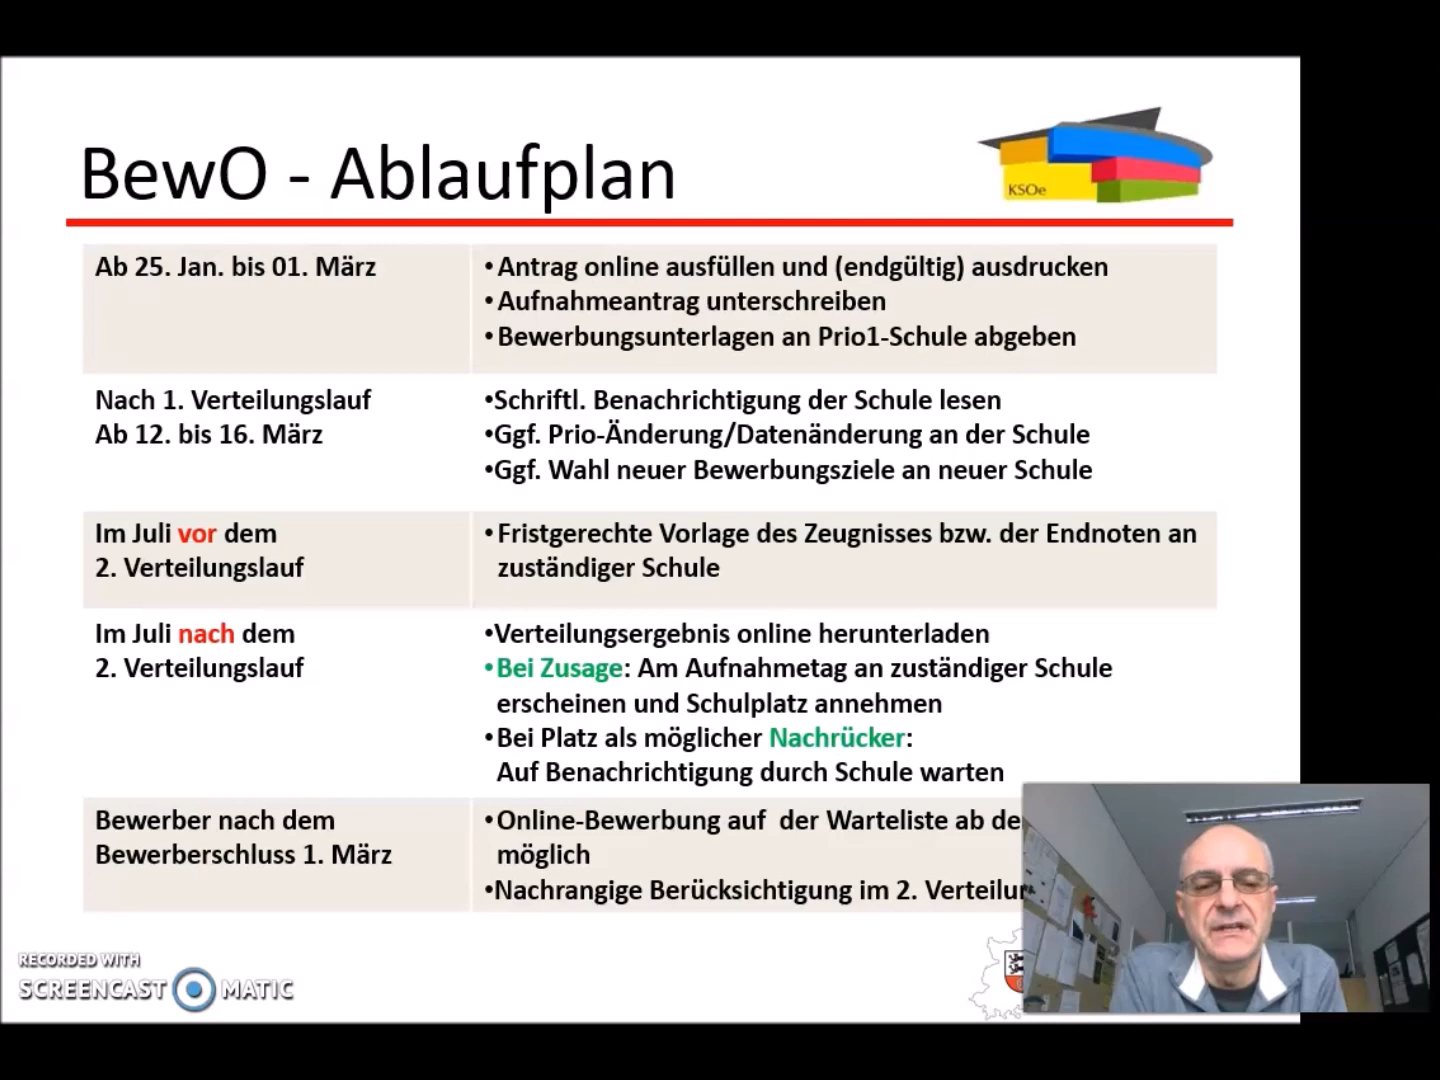 BewO - Ablaufplan
KSOe
Ab 25. Jan. bis 01. März
•Antrag online ausfüllen und (endgültig) ausdrucken
•Aufnahmeantrag unterschreiben
•Bewerbungsunterlagen an Prio1-Schule abgeben
Nach 1. Verteilungslauf
Ab 12. bis 16. März
•Schriftl. Benachrichtigung der Schule lesen
•Ggf. Prio-Änderung/Datenänderung an der Schule
•Ggf. Wahl neuer Bewerbungsziele an neuer Schule
Im Juli vor dem
2. Verteilungslauf
•Fristgerechte Vorlage des Zeugnisses bzw. der Endnoten an
zuständiger Schule
Im Juli nach dem
2. Verteilungslauf
•Verteilungsergebnis online herunterladen
•Bei Zusage: Am Aufnahmetag an zuständiger Schule
erscheinen und Schulplatz annehmen
•Bei Platz als möglicher Nachrücker:
Auf Benachrichtigung durch Schule warten
Bewerber nach dem
Bewerberschluss 1. März
•Online-Bewerbung auf der Warteliste ab
möglich
•Nachrangige Berücksichtigung im 2.
RECORDED WITH
SCREENCAST MATIC